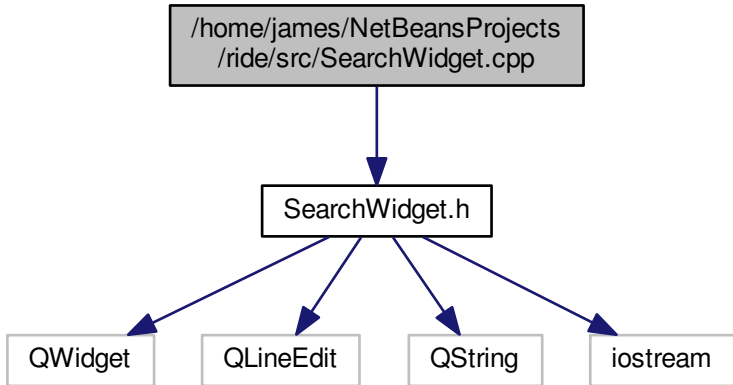 /home/james/NetBeansProjects
/ride/src/SearchWidget.cpp
SearchWidget.h
QWidget
QLineEdit
QString
iostream